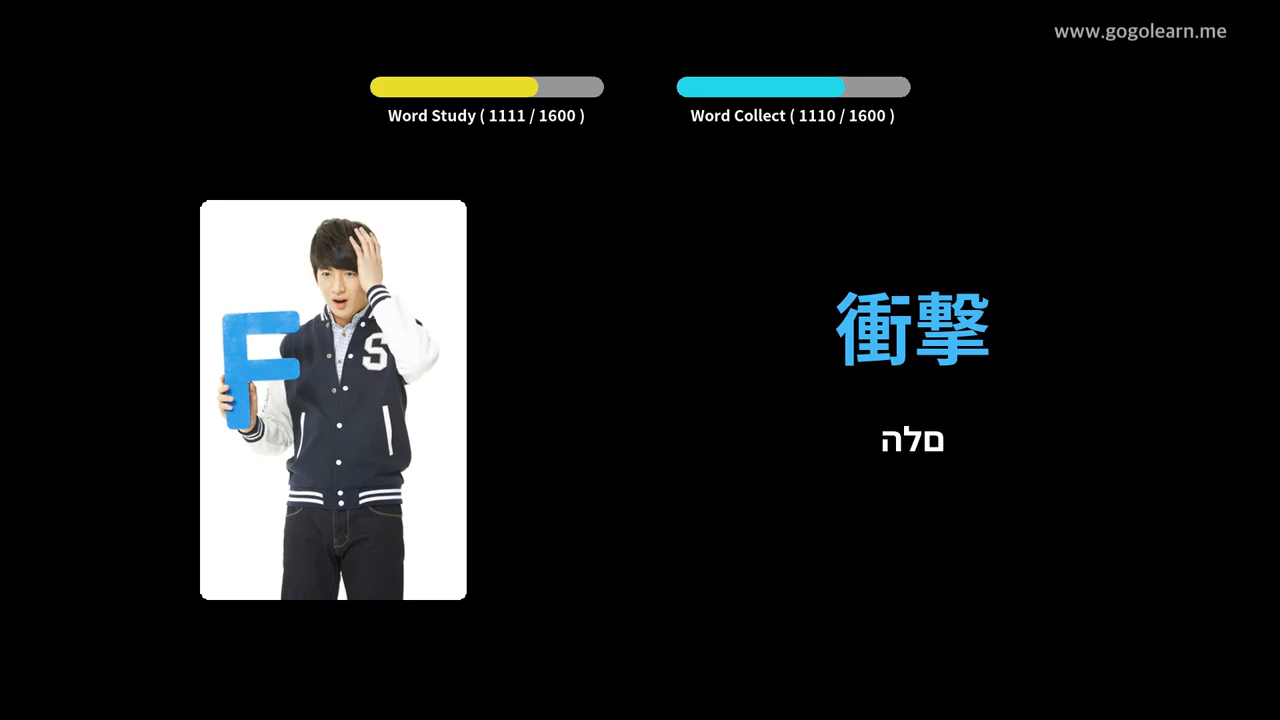 www.gogolearn.me
Word Study ( 1111 / 1600 )
Word Collect ( 1110 / 1600 )
F
S
衝撃
םלה